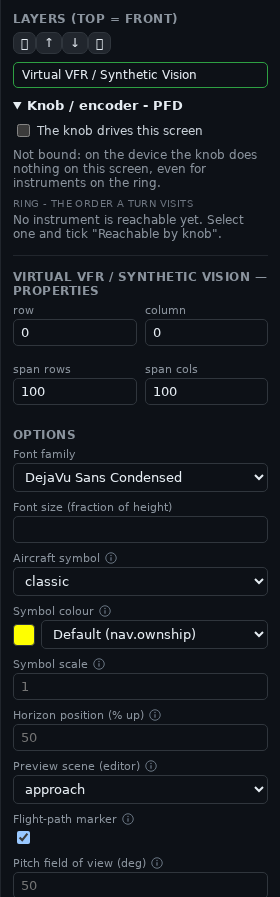 LAYERS (TOP = FRONT)
↑ ↓
Virtual VFR / Synthetic Vision
▼ Knob / encoder - PFD
The knob drives this screen
Not bound: on the device the knob does
nothing on this screen, even for
instruments on the ring.
RING - THE ORDER A TURN VISITS
No instrument is reachable yet. Select
one and tick "Reachable by knob".
VIRTUAL VFR / SYNTHETIC VISION —
PROPERTIES
row column
0 0
span rows span cols
100 100
OPTIONS
Font family
DejaVu Sans Condensed
Font size (fraction of height)
Aircraft symbol ⓘ
classic
Symbol colour ⓘ
Default (nav.ownship)
Symbol scale ⓘ
1
Horizon position (% up) ⓘ
50
Preview scene (editor) ⓘ
approach
Flight-path marker ⓘ
Pitch field of view (deg) ⓘ
50